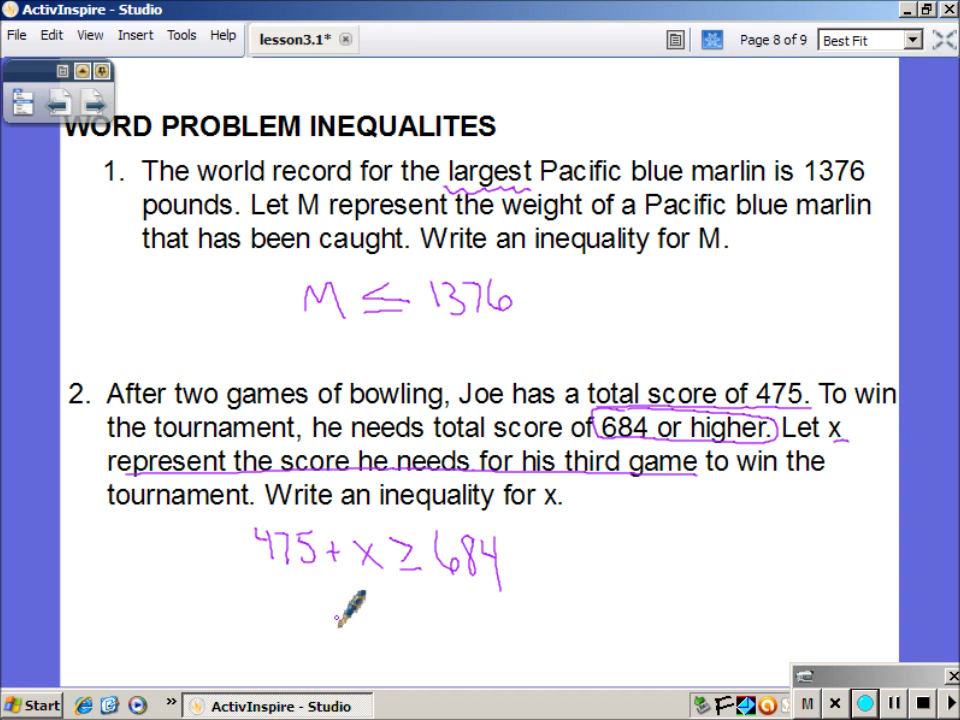 ActivInspire - Studio
File Edit View Insert Tools Help
lesson3.1*
Page 8 of 9
Best Fit
WORD PROBLEM INEQUALITES
1. The world record for the largest Pacific blue marlin is 1376
pounds. Let M represent the weight of a Pacific blue marlin
that has been caught. Write an inequality for M.
M ≤ 1376
2. After two games of bowling, Joe has a total score of 475. To win
the tournament, he needs total score of 684 or higher. Let x
represent the score he needs for his third game to win the
tournament. Write an inequality for x.
475 + x ≥ 684
Start » ActivInspire - Studio
M